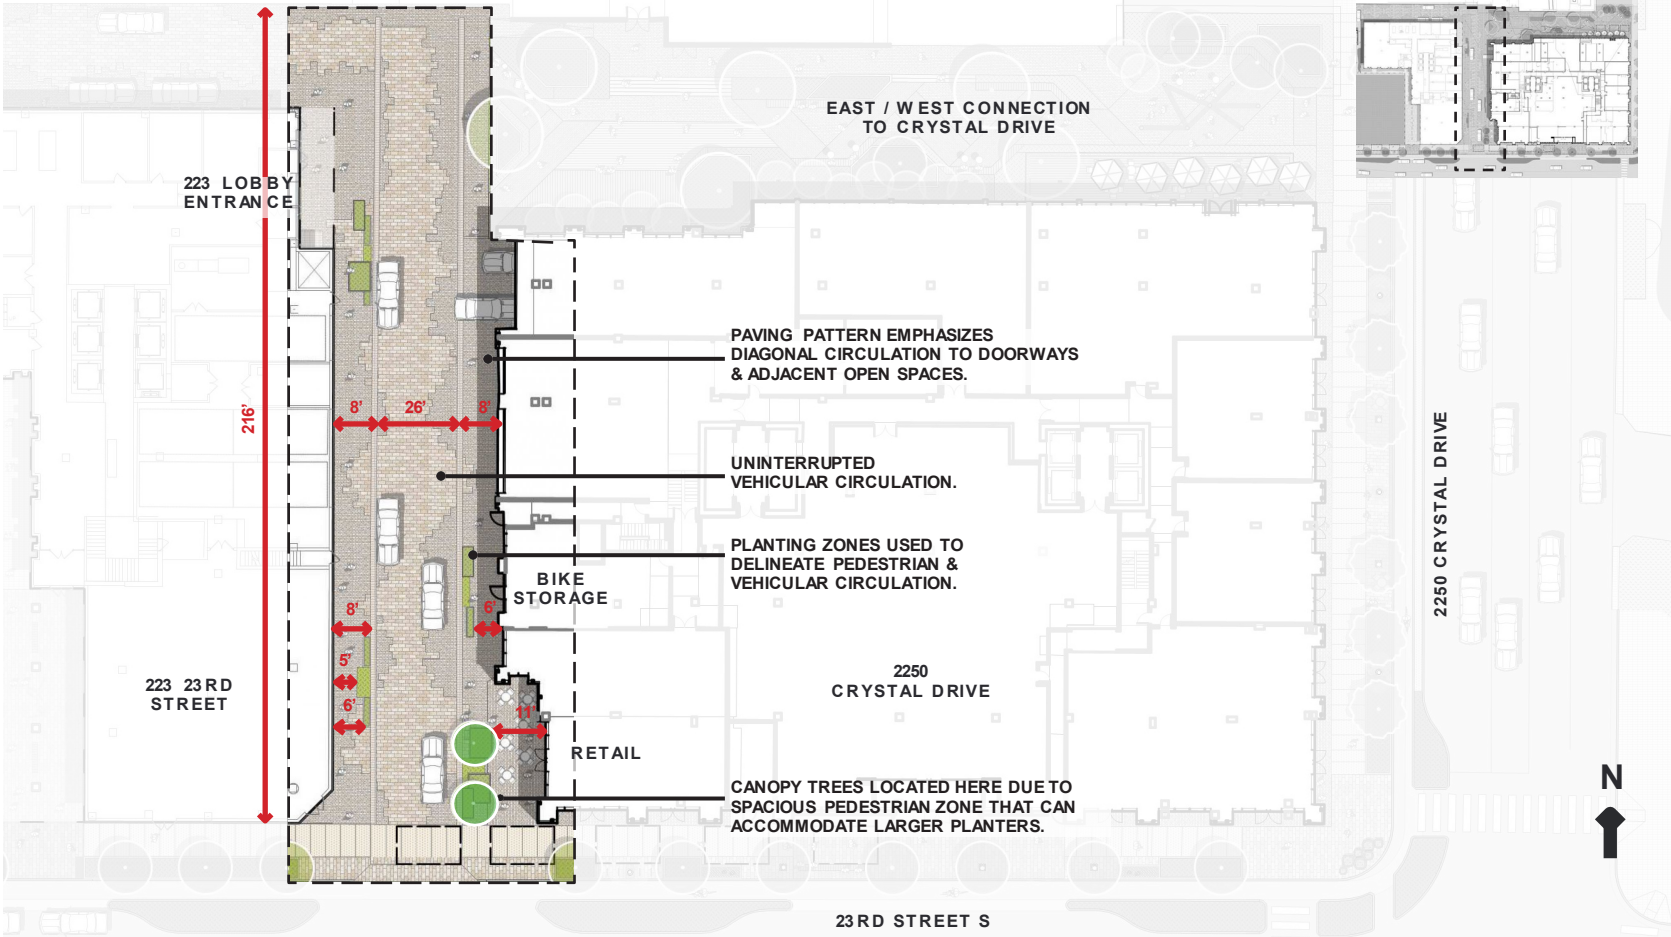 EAST / WEST CONNECTION
TO CRYSTAL DRIVE
223 LOBBY
ENTRANCE
PAVING PATTERN EMPHASIZES
DIAGONAL CIRCULATION TO DOORWAYS
& ADJACENT OPEN SPACES.
216'
8'
26'
8'
UNINTERRUPTED
VEHICULAR CIRCULATION.
2250 CRYSTAL DRIVE
PLANTING ZONES USED TO
DELINEATE PEDESTRIAN &
VEHICULAR CIRCULATION.
BIKE
STORAGE
8'
6'
5'
6'
223 23RD
STREET
2250
CRYSTAL DRIVE
11'
RETAIL
CANOPY TREES LOCATED HERE DUE TO
SPACIOUS PEDESTRIAN ZONE THAT CAN
ACCOMMODATE LARGER PLANTERS.
N
23RD STREET S